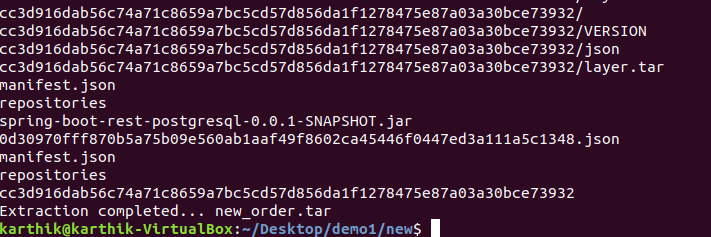 cc3d916dab56c74a71c8659a7bc5cd57d856da1f1278475e87a03a30bce73932/
cc3d916dab56c74a71c8659a7bc5cd57d856da1f1278475e87a03a30bce73932/VERSION
cc3d916dab56c74a71c8659a7bc5cd57d856da1f1278475e87a03a30bce73932/json
cc3d916dab56c74a71c8659a7bc5cd57d856da1f1278475e87a03a30bce73932/layer.tar
manifest.json
repositories
spring-boot-rest-postgresql-0.0.1-SNAPSHOT.jar
0d30970fff870b5a75b09e560ab1aaf49f8602ca45446f0447ed3a111a5c1348.json
manifest.json
repositories
cc3d916dab56c74a71c8659a7bc5cd57d856da1f1278475e87a03a30bce73932
Extraction completed... new_order.tar
karthik@karthik-VirtualBox:~/Desktop/demo1/new$